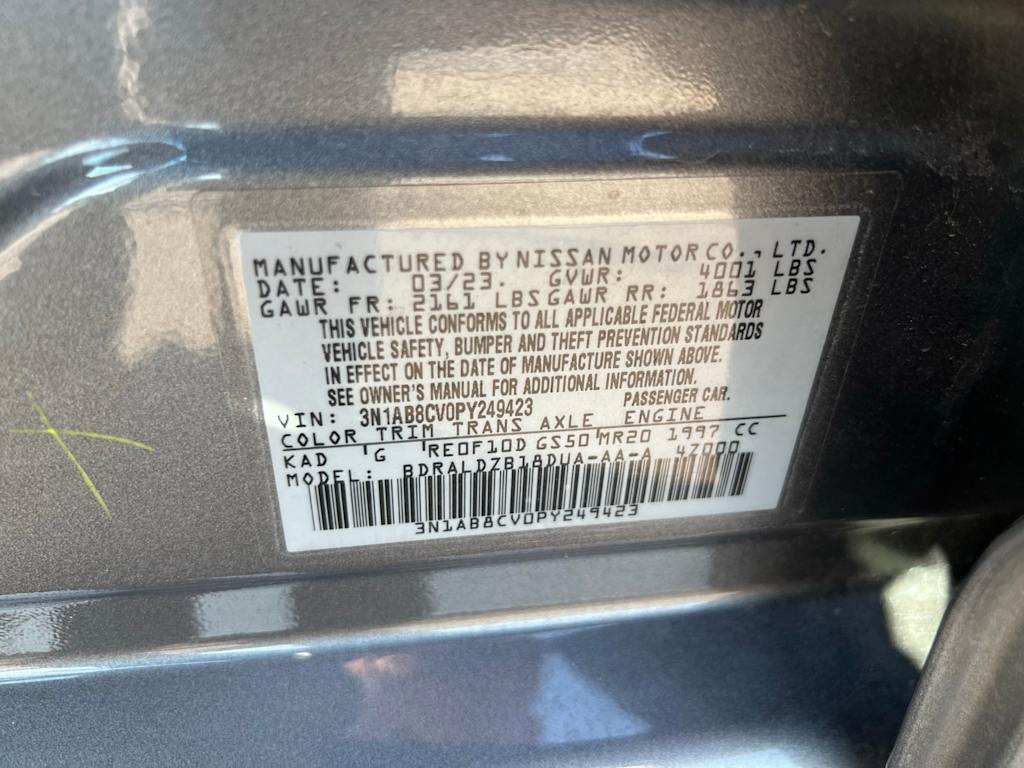 MANUFACTURED BY NISSAN MOTOR CO., LTD.
DATE: 03/23. GVWR: 4001 LBS
GAWR FR: 2161 LBS GAWR RR: 1863 LBS
THIS VEHICLE CONFORMS TO ALL APPLICABLE FEDERAL MOTOR
VEHICLE SAFETY, BUMPER AND THEFT PREVENTION STANDARDS
IN EFFECT ON THE DATE OF MANUFACTURE SHOWN ABOVE.
SEE OWNER'S MANUAL FOR ADDITIONAL INFORMATION.
VIN: 3N1AB8CV0PY249423 PASSENGER CAR.
COLOR TRIM TRANS AXLE ENGINE
KAD G RE0F10D GS50 MR20 1997 CC
MODEL: BDRALDZB18DUA-AA-A 4Z000
3N1AB8CV0PY249423